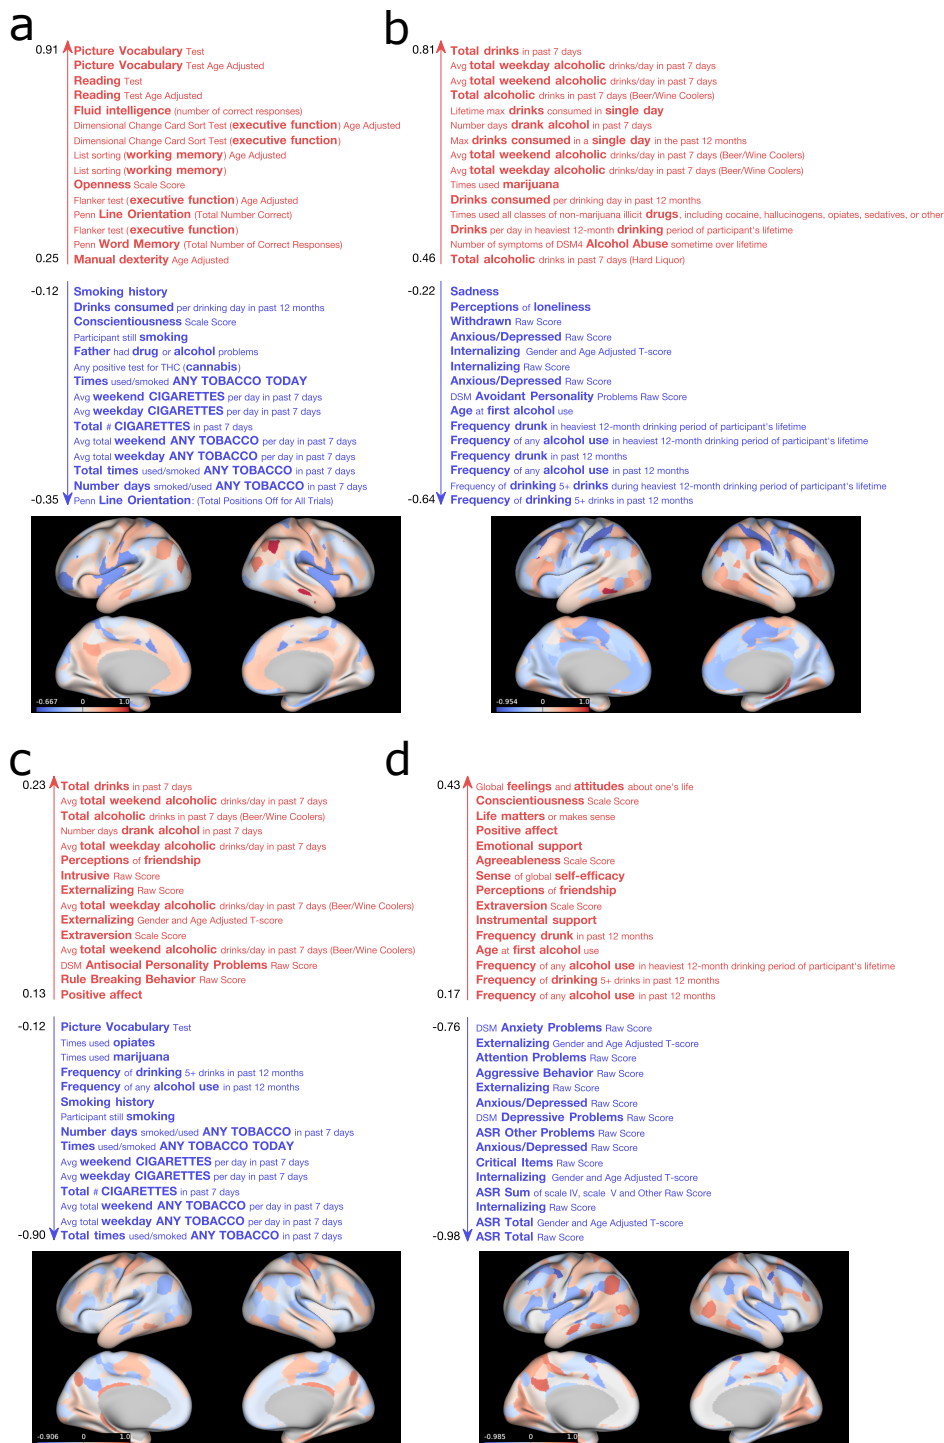 a
0.91
Picture Vocabulary Test
Picture Vocabulary Test Age Adjusted
Reading Test
Reading Test Age Adjusted
Fluid intelligence (number of correct responses)
Dimensional Change Card Sort Test (executive function) Age Adjusted
Dimensional Change Card Sort Test (executive function)
List sorting (working memory) Age Adjusted
List sorting (working memory)
Openness Scale Score
Flanker test (executive function) Age Adjusted
Penn Line Orientation (Total Number Correct)
Flanker test (executive function)
Penn Word Memory (Total Number of Correct Responses)
0.25
Manual dexterity Age Adjusted
-0.12
Smoking history
Drinks consumed per drinking day in past 12 months
Conscientiousness Scale Score
Participant still smoking
Father had drug or alcohol problems
Any positive test for THC (cannabis)
Times used/smoked ANY TOBACCO TODAY
Avg weekend CIGARETTES per day in past 7 days
Avg weekday CIGARETTES per day in past 7 days
Total # CIGARETTES in past 7 days
Avg total weekend ANY TOBACCO per day in past 7 days
Avg total weekday ANY TOBACCO per day in past 7 days
Total times used/smoked ANY TOBACCO in past 7 days
Number days smoked/used ANY TOBACCO in past 7 days
-0.35
Penn Line Orientation: (Total Positions Off for All Trials)
-0.667 0 1.0
b
0.81
Total drinks in past 7 days
Avg total weekday alcoholic drinks/day in past 7 days
Avg total weekend alcoholic drinks/day in past 7 days
Total alcoholic drinks in past 7 days (Beer/Wine Coolers)
Lifetime max drinks consumed in single day
Number days drank alcohol in past 7 days
Max drinks consumed in a single day in the past 12 months
Avg total weekend alcoholic drinks/day in past 7 days (Beer/Wine Coolers)
Avg total weekday alcoholic drinks/day in past 7 days (Beer/Wine Coolers)
Times used marijuana
Drinks consumed per drinking day in past 12 months
Times used all classes of non-marijuana illicit drugs, including cocaine, hallucinogens, opiates, sedatives, or other
Drinks per day in heaviest 12-month drinking period of participant's lifetime
Number of symptoms of DSM4 Alcohol Abuse sometime over lifetime
0.46
Total alcoholic drinks in past 7 days (Hard Liquor)
-0.22
Sadness
Perceptions of loneliness
Withdrawn Raw Score
Anxious/Depressed Raw Score
Internalizing Gender and Age Adjusted T-score
Internalizing Raw Score
Anxious/Depressed Raw Score
DSM Avoidant Personality Problems Raw Score
Age at first alcohol use
Frequency drunk in heaviest 12-month drinking period of participant's lifetime
Frequency of any alcohol use in heaviest 12-month drinking period of participant's lifetime
Frequency drunk in past 12 months
Frequency of any alcohol use in past 12 months
Frequency of drinking 5+ drinks during heaviest 12-month drinking period of participant's lifetime
-0.64
Frequency of drinking 5+ drinks in past 12 months
-0.954 0 1.0
c
0.23
Total drinks in past 7 days
Avg total weekend alcoholic drinks/day in past 7 days
Total alcoholic drinks in past 7 days (Beer/Wine Coolers)
Number days drank alcohol in past 7 days
Avg total weekday alcoholic drinks/day in past 7 days
Perceptions of friendship
Intrusive Raw Score
Externalizing Raw Score
Avg total weekday alcoholic drinks/day in past 7 days (Beer/Wine Coolers)
Externalizing Gender and Age Adjusted T-score
Extraversion Scale Score
Avg total weekend alcoholic drinks/day in past 7 days (Beer/Wine Coolers)
DSM Antisocial Personality Problems Raw Score
Rule Breaking Behavior Raw Score
0.13
Positive affect
-0.12
Picture Vocabulary Test
Times used opiates
Times used marijuana
Frequency of drinking 5+ drinks in past 12 months
Frequency of any alcohol use in past 12 months
Smoking history
Participant still smoking
Number days smoked/used ANY TOBACCO in past 7 days
Times used/smoked ANY TOBACCO TODAY
Avg weekend CIGARETTES per day in past 7 days
Avg weekday CIGARETTES per day in past 7 days
Total # CIGARETTES in past 7 days
Avg total weekend ANY TOBACCO per day in past 7 days
Avg total weekday ANY TOBACCO per day in past 7 days
-0.90
Total times used/smoked ANY TOBACCO in past 7 days
-0.906 0 1.0
d
0.43
Global feelings and attitudes about one's life
Conscientiousness Scale Score
Life matters or makes sense
Positive affect
Emotional support
Agreeableness Scale Score
Sense of global self-efficacy
Perceptions of friendship
Extraversion Scale Score
Instrumental support
Frequency drunk in past 12 months
Age at first alcohol use
Frequency of any alcohol use in heaviest 12-month drinking period of participant's lifetime
Frequency of drinking 5+ drinks in past 12 months
0.17
Frequency of any alcohol use in past 12 months
-0.76
DSM Anxiety Problems Raw Score
Externalizing Gender and Age Adjusted T-score
Attention Problems Raw Score
Aggressive Behavior Raw Score
Externalizing Raw Score
Anxious/Depressed Raw Score
DSM Depressive Problems Raw Score
ASR Other Problems Raw Score
Anxious/Depressed Raw Score
Critical Items Raw Score
Internalizing Gender and Age Adjusted T-score
ASR Sum of scale IV, scale V and Other Raw Score
Internalizing Raw Score
ASR Total Gender and Age Adjusted T-score
-0.98
ASR Total Raw Score
-0.985 0 1.0